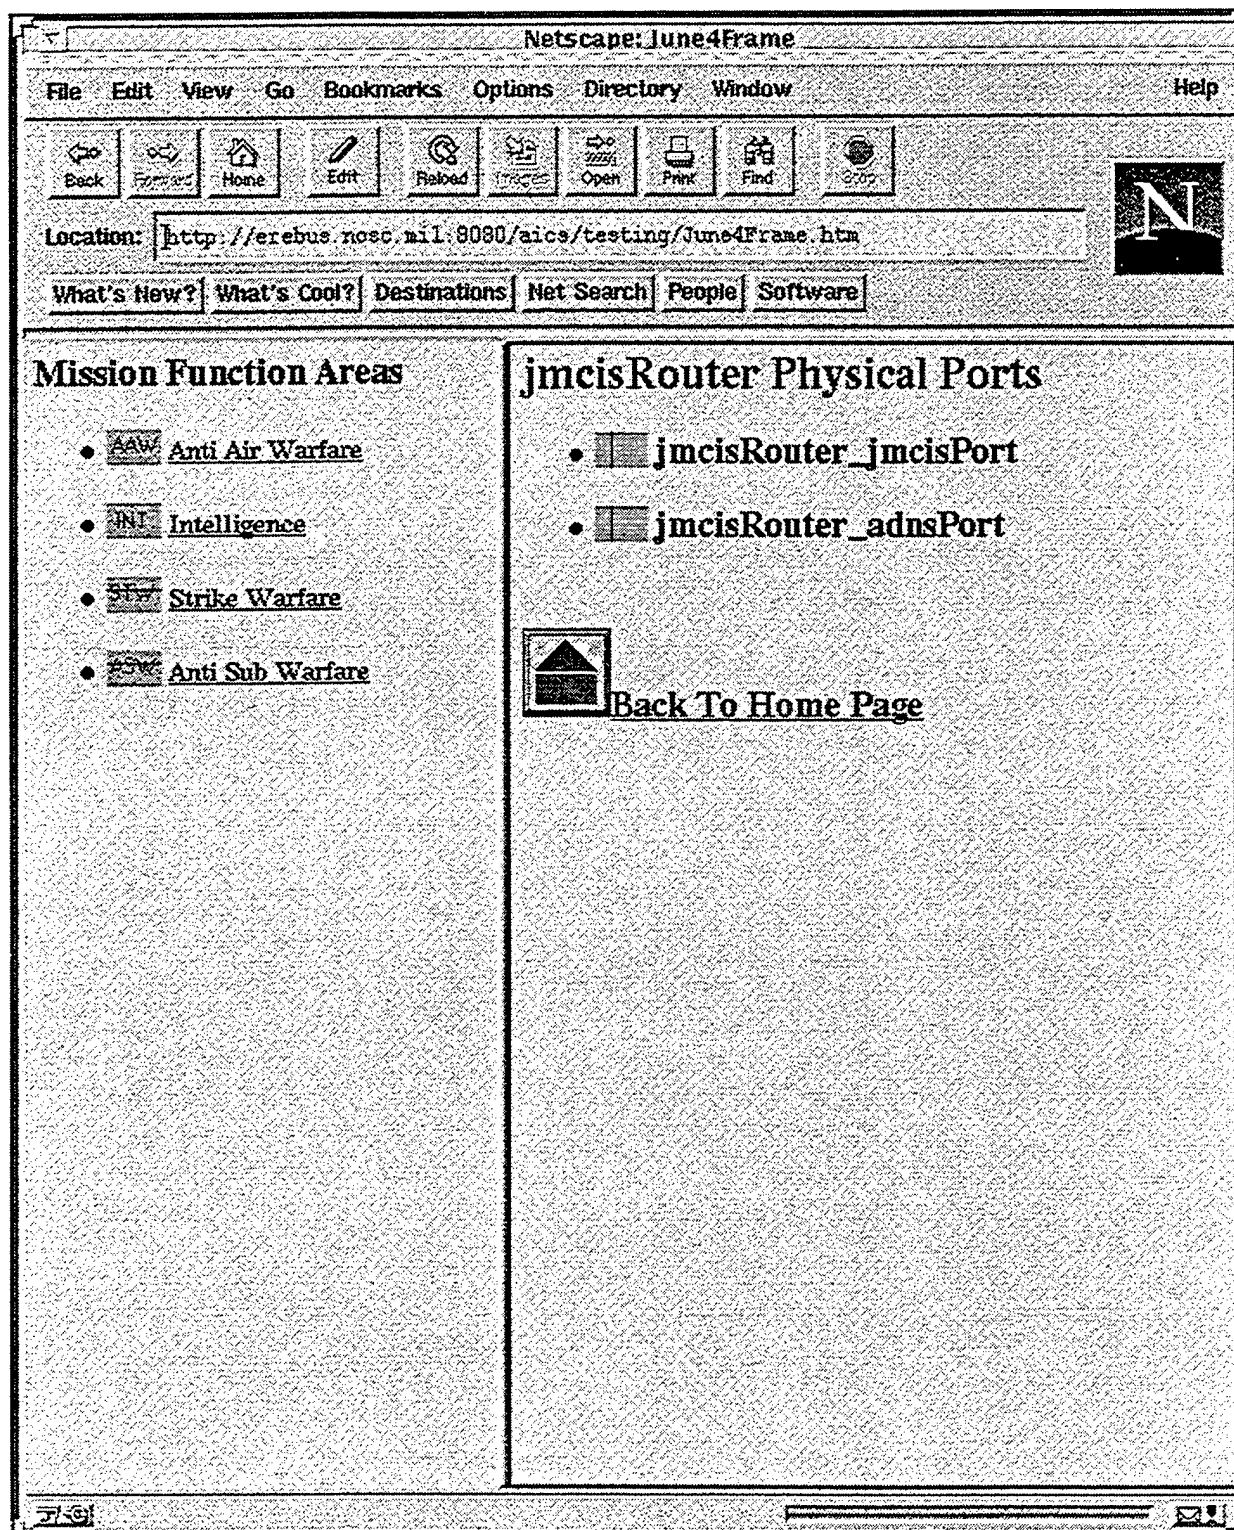 Netscape: June4Frame
File Edit View Go Bookmarks Options Directory Window Help
Back Forward Home Edit Reload Images Open Print Find Stop
N
Location: http://erebus.nosc.mil:8080/aics/testing/June4Frame.htm
What's New? What's Cool? Destinations Net Search People Software
Mission Function Areas
AAW Anti Air Warfare
INT Intelligence
STW Strike Warfare
ASW Anti Sub Warfare
jmcisRouter Physical Ports
jmcisRouter_jmcisPort
jmcisRouter_adnsPort
Back To Home Page